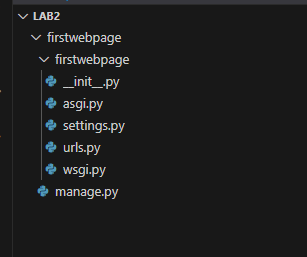 LAB2
firstwebpage
firstwebpage
__init__.py
asgi.py
settings.py
urls.py
wsgi.py
manage.py